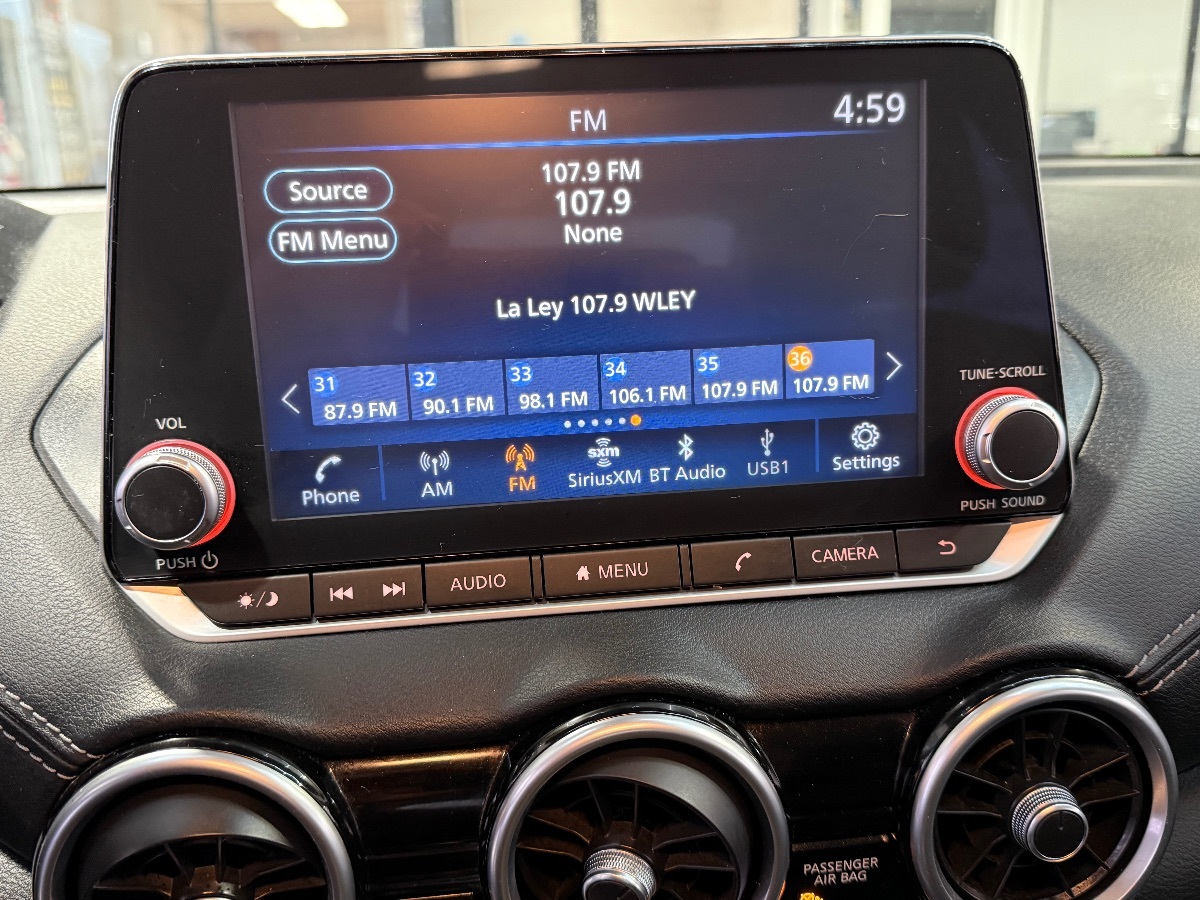 FM
4:59
Source
FM Menu
107.9 FM
107.9
None
La Ley 107.9 WLEY
31
87.9 FM
32
90.1 FM
33
98.1 FM
34
106.1 FM
35
107.9 FM
36
107.9 FM
Phone
AM
FM
sxm
SiriusXM
BT Audio
USB1
Settings
VOL
PUSH
TUNE·SCROLL
PUSH SOUND
AUDIO
MENU
CAMERA
PASSENGER
AIR BAG